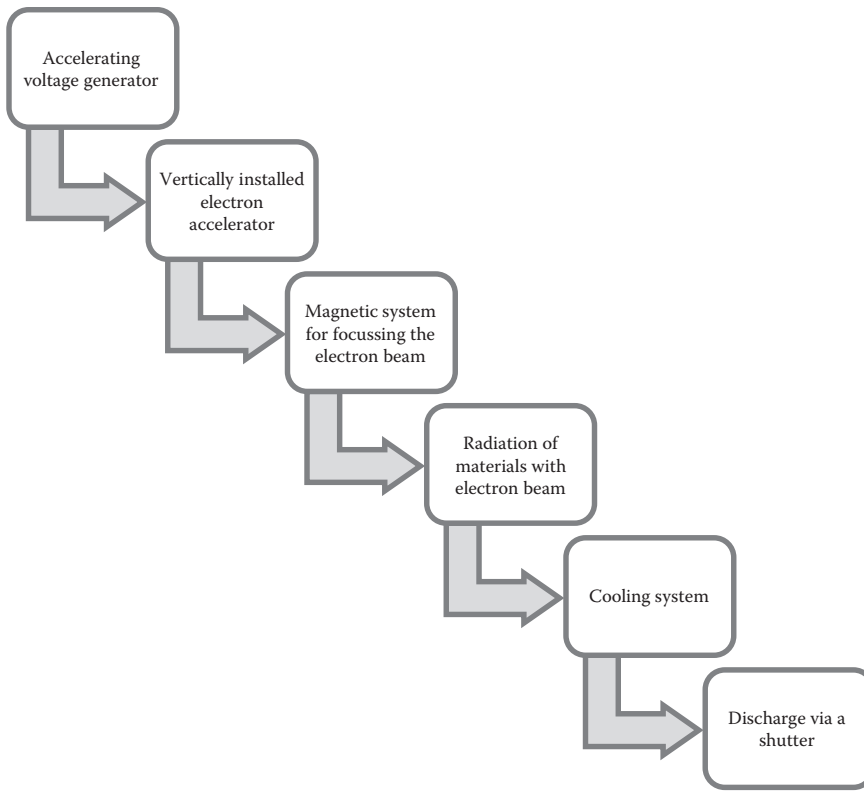 Accelerating
voltage generator
Vertically installed
electron
accelerator
Magnetic system
for focussing the
electron beam
Radiation of
materials with
electron beam
Cooling system
Discharge via a
shutter